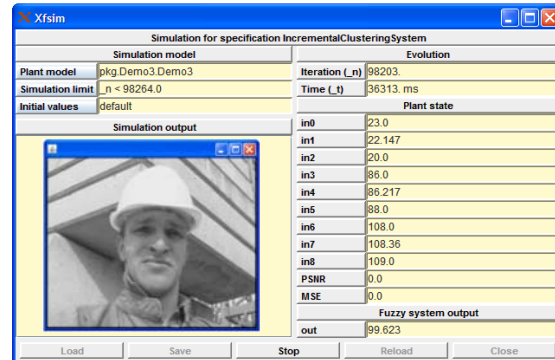 Xfsim
Simulation for specification IncrementalClusteringSystem
Simulation model
Plant model pkg.Demo3.Demo3
Simulation limit _n < 98264.0
Initial values default
Simulation output
Evolution
Iteration (_n) 98203.
Time (_t) 36313. ms
Plant state
in0 23.0
in1 22.147
in2 20.0
in3 86.0
in4 86.217
in5 88.0
in6 108.0
in7 108.36
in8 109.0
PSNR 0.0
MSE 0.0
Fuzzy system output
out 99.623
Load Save Stop Reload Close